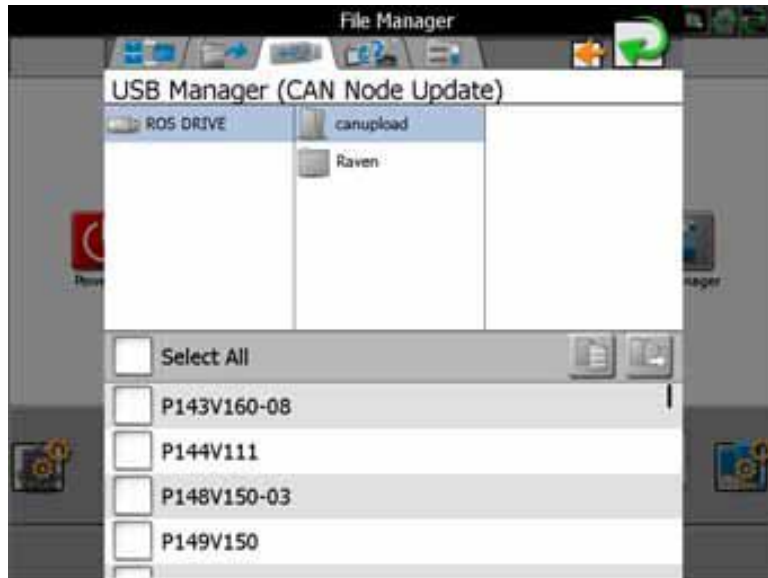 File Manager
USB Manager (CAN Node Update)
ROS DRIVE
canupload
Raven
Select All
P143V160-08
P144V111
P148V150-03
P149V150